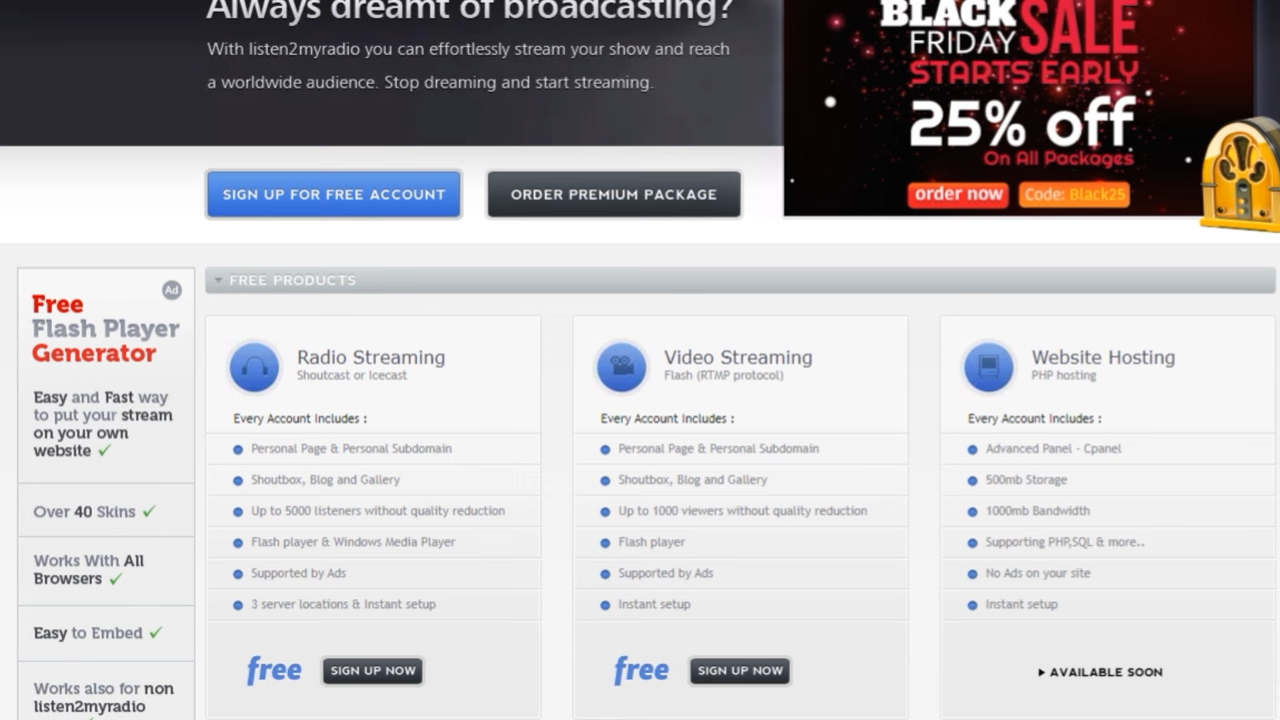 Always dreamt of broadcasting?
With listen2myradio you can effortlessly stream your show and reach
a worldwide audience. Stop dreaming and start streaming.
SIGN UP FOR FREE ACCOUNT
ORDER PREMIUM PACKAGE
BLACK FRIDAY SALE
STARTS EARLY
25% off
On All Packages
order now
Code: Black25
Ad
Free
Flash Player
Generator
Easy and Fast way
to put your stream
on your own
website ✓
Over 40 Skins ✓
Works With All
Browsers ✓
Easy to Embed ✓
Works also for non
listen2myradio
FREE PRODUCTS
Radio Streaming
Shoutcast or Icecast
Every Account Includes :
Personal Page & Personal Subdomain
Shoutbox, Blog and Gallery
Up to 5000 listeners without quality reduction
Flash player & Windows Media Player
Supported by Ads
3 server locations & Instant setup
free
SIGN UP NOW
Video Streaming
Flash (RTMP protocol)
Every Account Includes :
Personal Page & Personal Subdomain
Shoutbox, Blog and Gallery
Up to 1000 viewers without quality reduction
Flash player
Supported by Ads
Instant setup
free
SIGN UP NOW
Website Hosting
PHP hosting
Every Account Includes :
Advanced Panel - Cpanel
500mb Storage
1000mb Bandwidth
Supporting PHP,SQL & more..
No Ads on your site
Instant setup
AVAILABLE SOON